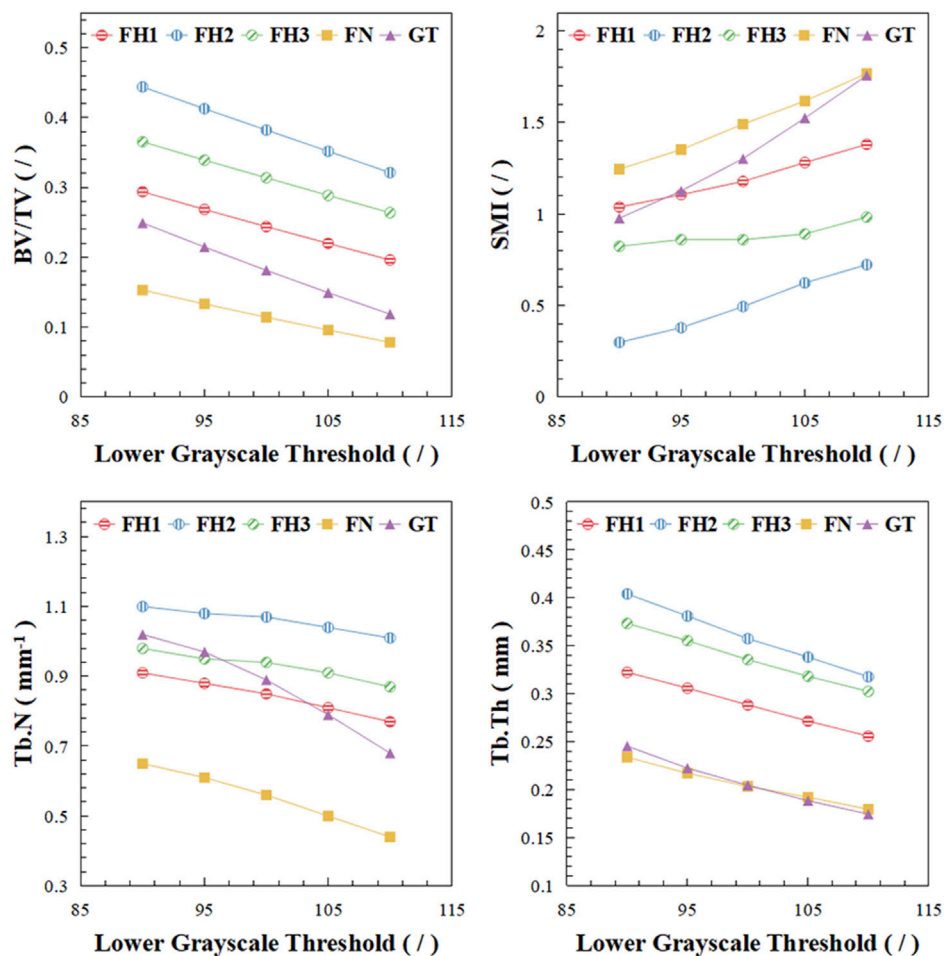 FH1 FH2 FH3 FN GT
0.5
0.4
0.3
0.2
0.1
0
BV/TV ( / )
85 95 105 115
Lower Grayscale Threshold ( / )
FH1 FH2 FH3 FN GT
2
1.5
1
0.5
0
SMI ( / )
85 95 105 115
Lower Grayscale Threshold ( / )
FH1 FH2 FH3 FN GT
1.3
1.1
0.9
0.7
0.5
0.3
Tb.N ( mm⁻¹ )
85 95 105 115
Lower Grayscale Threshold ( / )
FH1 FH2 FH3 FN GT
0.5
0.45
0.4
0.35
0.3
0.25
0.2
0.15
0.1
Tb.Th ( mm )
85 95 105 115
Lower Grayscale Threshold ( / )